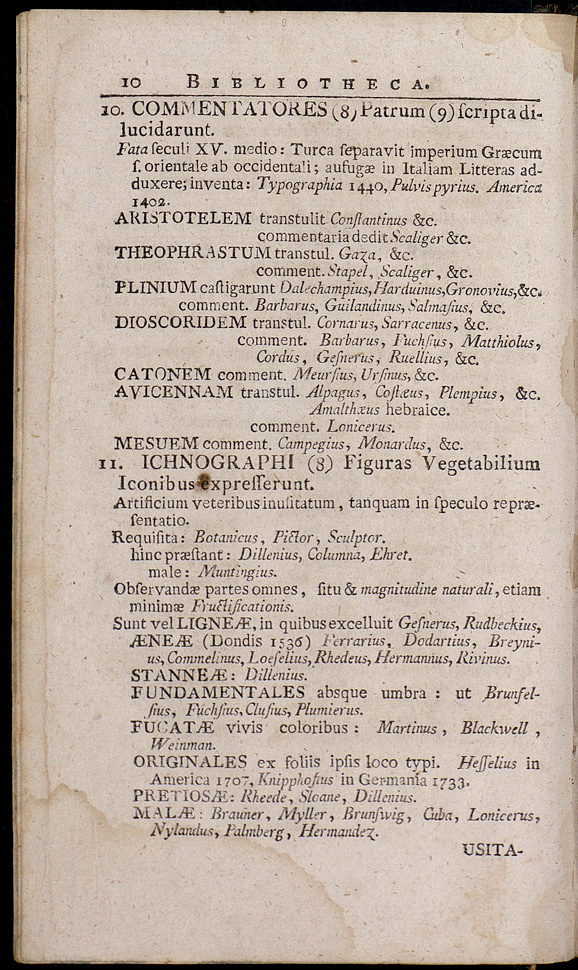 10 BIBLIOTHECA.
10. COMMENTATORES (8) Patrum (9) ſcripta di-
lucidarunt.
Fata ſeculi XV. medio: Turca ſeparavit imperium Græcum
ſ. orientale ab occidentali; aufugæ in Italiam Litteras ad-
duxere; inventa: Typographia 1440, Pulvis pyrius. America
1402.
ARISTOTELEM transtulit Conſtantinus &c.
commentaria dedit Scaliger &c.
THEOPHRASTUM transtul. Gaza, &c.
comment. Stapel, Scaliger, &c.
PLINIUM caſtigarunt Dalechampius, Harduinus, Gronovius, &c.
comment. Barbarus, Guilandinus, Salmaſius, &c.
DIOSCORIDEM transtul. Cornarus, Sarracenus, &c.
comment. Barbarus, Fuchſius, Matthiolus,
Cordus, Geſnerus, Ruellius, &c.
CATONEM comment. Meurſius, Urſinus, &c.
AVICENNAM transtul. Alpagus, Coſtæus, Plempius, &c.
Amalthæus hebraice.
comment. Lonicerus.
MESUEM comment. Campegius, Monardus, &c.
11. ICHNOGRAPHI (8) Figuras Vegetabilium
Iconibus expreſſerunt.
Artificium veteribus inuſitatum, tanquam in ſpeculo repræ-
ſentatio.
Requiſita: Botanicus, Pictor, Sculptor.
hinc præſtant: Dillenius, Columna, Ehret.
male: Muntingius.
Obſervandæ partes omnes, ſitu & magnitudine naturali, etiam
minimæ Fructificationis.
Sunt vel LIGNEÆ, in quibus excelluit Geſnerus, Rudbeckius,
ÆNEÆ (Dondis 1536) Ferrarius, Dodartius, Breyni-
us, Commelinus, Loeſelius, Rhedeus, Hermannus, Rivinus.
STANNEÆ: Dillenius.
FUNDAMENTALES absque umbra: ut Brunfel-
ſius, Fuchſius, Cluſius, Plumierus.
FUCATÆ vivis coloribus: Martinus, Blackwell,
Weinman.
ORIGINALES ex foliis ipſis loco typi. Heſſelius in
America 1707, Kniphofius in Germania 1733.
PRETIOSÆ: Rheede, Sloane, Dillenius.
MALÆ: Brauner, Myller, Brunſwig, Cuba, Lonicerus,
Nylandus, Palmberg, Hermandez.
USITA-